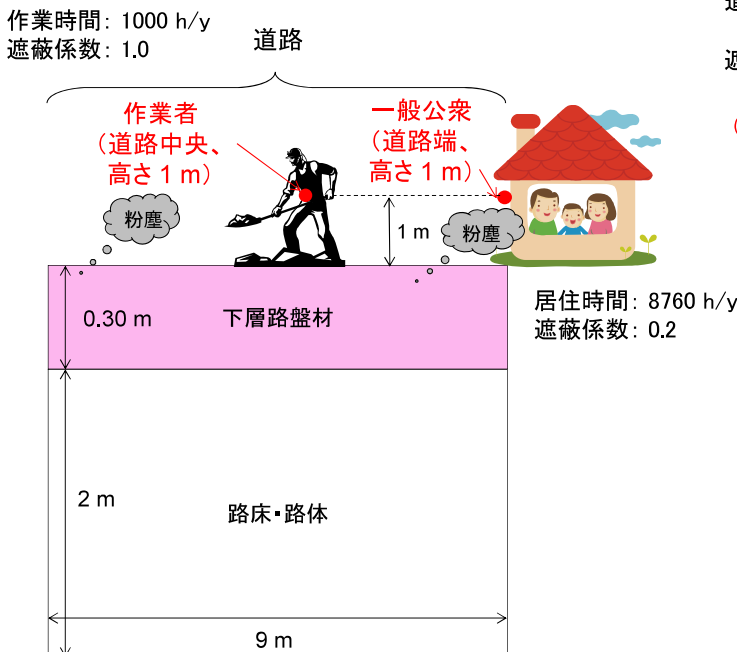 作業時間: 1000 h/y
遮蔽係数: 1.0
道路
作業者
(道路中央、
高さ 1 m)
一般公衆
(道路端、
高さ 1 m)
粉塵
1 m
粉塵
0.30 m
下層路盤材
居住時間: 8760 h/y
遮蔽係数: 0.2
2 m
路床・路体
9 m